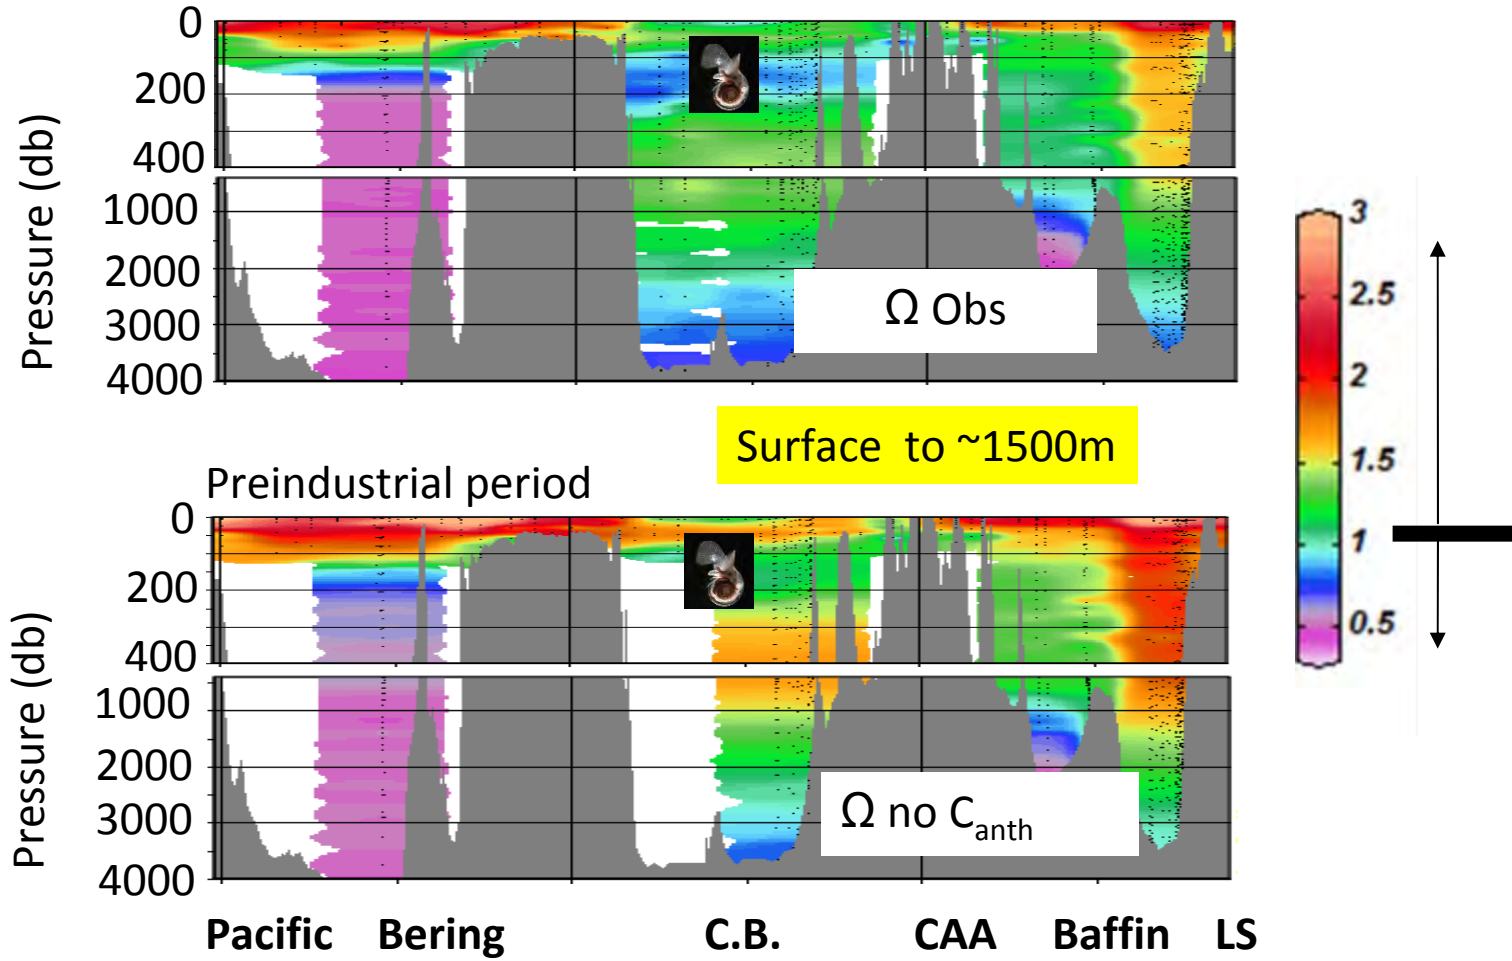 0
200
400
1000
2000
3000
4000
Pressure (db)
Ω Obs
3
2.5
2
1.5
1
0.5
Surface to ~1500m
Preindustrial period
0
200
400
1000
2000
3000
4000
Pressure (db)
Ω no Canth
Pacific Bering C.B. CAA Baffin LS